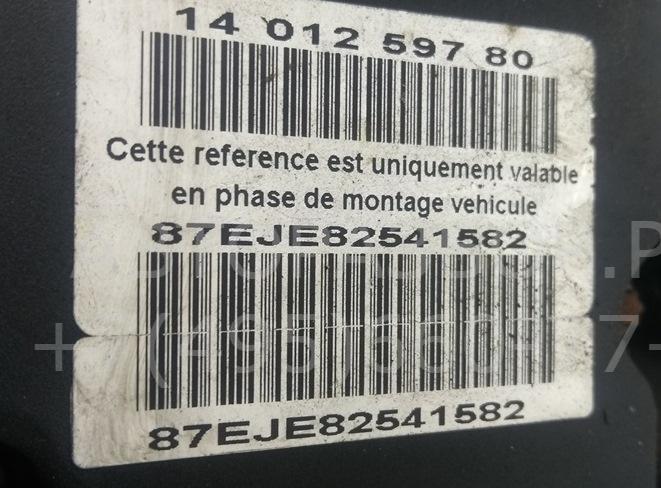 14 012 597 80
Cette reference est uniquement valable
en phase de montage vehicule
87EJE82541582
87EJE82541582